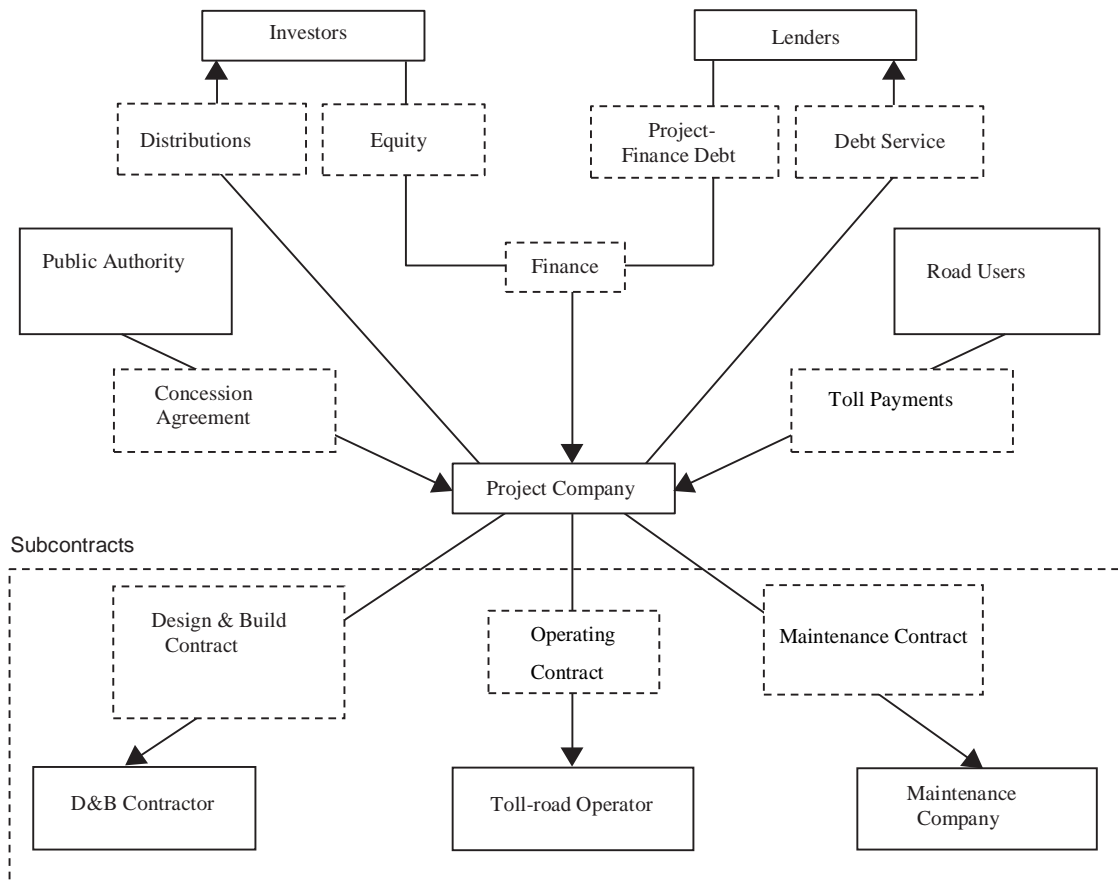 Investors
Lenders
Distributions
Equity
Project-
Finance Debt
Debt Service
Public Authority
Finance
Road Users
Concession
Agreement
Toll Payments
Project Company
Subcontracts
Design & Build
Contract
Operating
Contract
Maintenance Contract
D&B Contractor
Toll-road Operator
Maintenance
Company